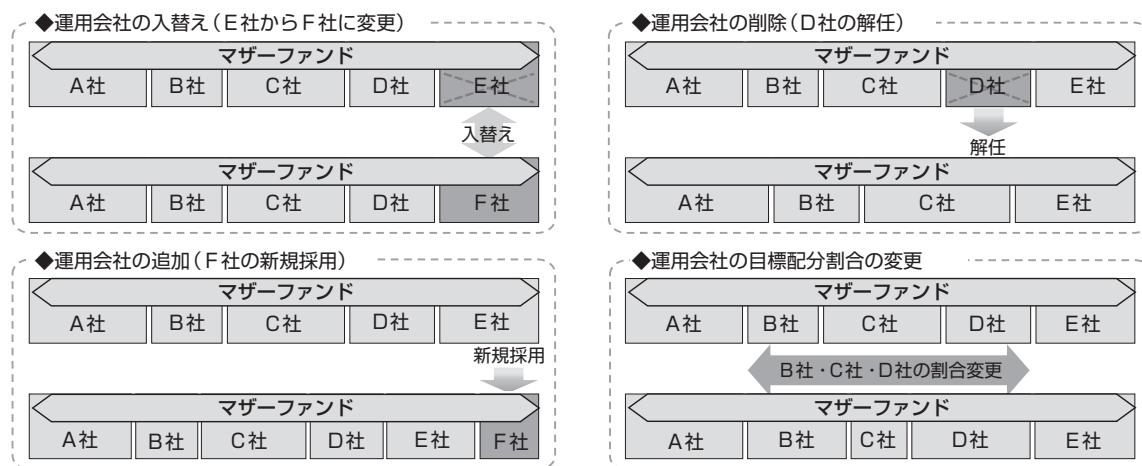 ◆運用会社の入替え(E社からF社に変更)
マザーファンド
A社 B社 C社 D社 E社
入替え
マザーファンド
A社 B社 C社 D社 F社
◆運用会社の削除(D社の解任)
マザーファンド
A社 B社 C社 D社 E社
解任
マザーファンド
A社 B社 C社 E社
◆運用会社の追加(F社の新規採用)
マザーファンド
A社 B社 C社 D社 E社
新規採用
マザーファンド
A社 B社 C社 D社 E社 F社
◆運用会社の目標配分割合の変更
マザーファンド
A社 B社 C社 D社 E社
B社・C社・D社の割合変更
マザーファンド
A社 B社 C社 D社 E社